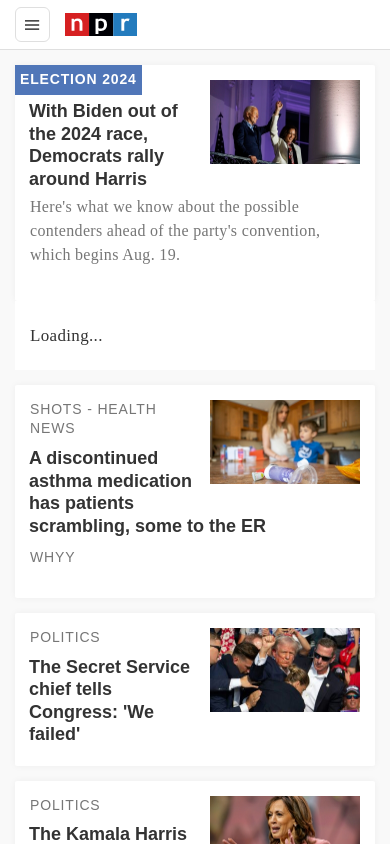 npr
ELECTION 2024
With Biden out of
the 2024 race,
Democrats rally
around Harris
Here's what we know about the possible
contenders ahead of the party's convention,
which begins Aug. 19.
Loading...
SHOTS - HEALTH
NEWS
A discontinued
asthma medication
has patients
scrambling, some to the ER
WHYY
POLITICS
The Secret Service
chief tells
Congress: 'We
failed'
POLITICS
The Kamala Harris